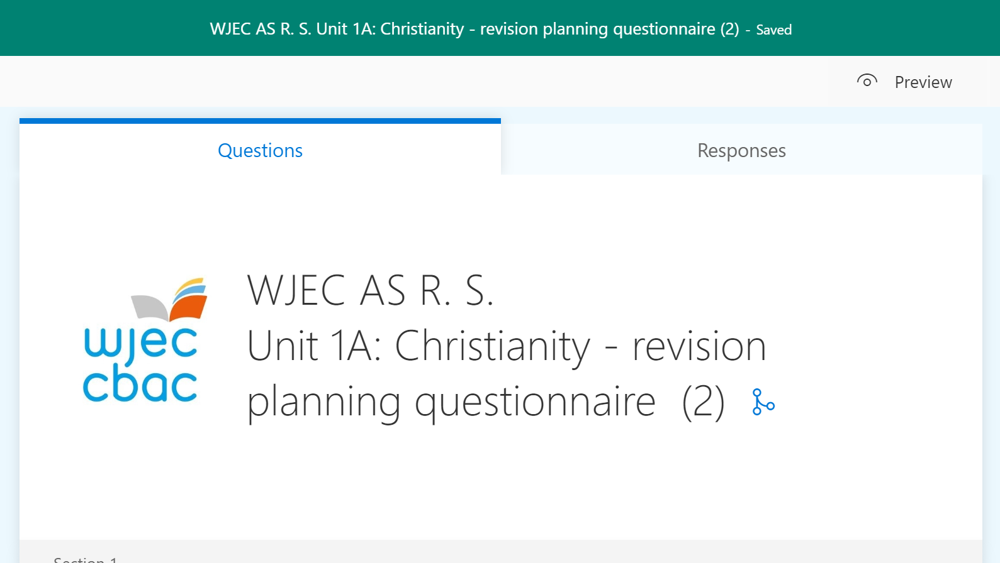 WJEC AS R. S. Unit 1A: Christianity - revision planning questionnaire (2) - Saved
Preview
Questions
Responses
wjec
cbac
WJEC AS R. S.
Unit 1A: Christianity - revision
planning questionnaire (2)
Section 1